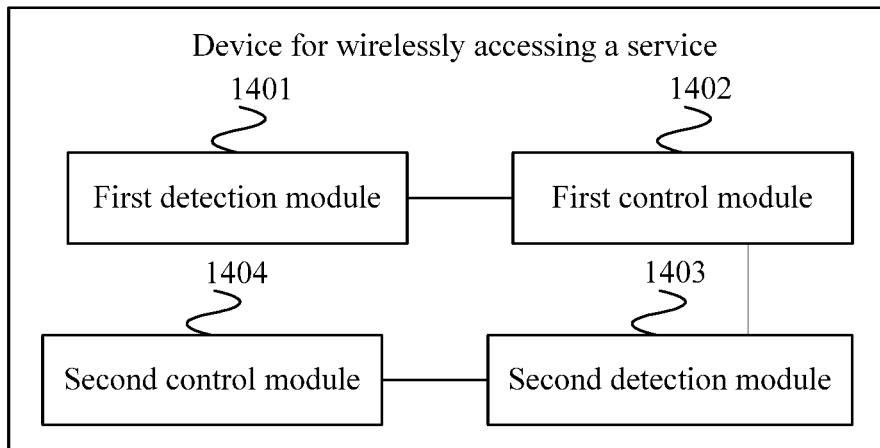 Device for wirelessly accessing a service
1401
1402
First detection module
First control module
1404
1403
Second control module
Second detection module